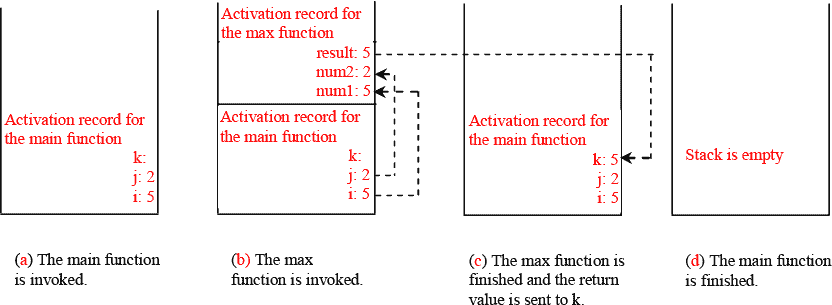 Activation record for
the main function
k:
j: 2
i: 5
(a) The main function
is invoked.
Activation record for
the max function
result: 5
num2: 2
num1: 5
Activation record for
the main function
k:
j: 2
i: 5
(b) The max
function is invoked.
Activation record for
the main function
k: 5
j: 2
i: 5
(c) The max function is
finished and the return
value is sent to k.
Stack is empty
(d) The main function
is finished.